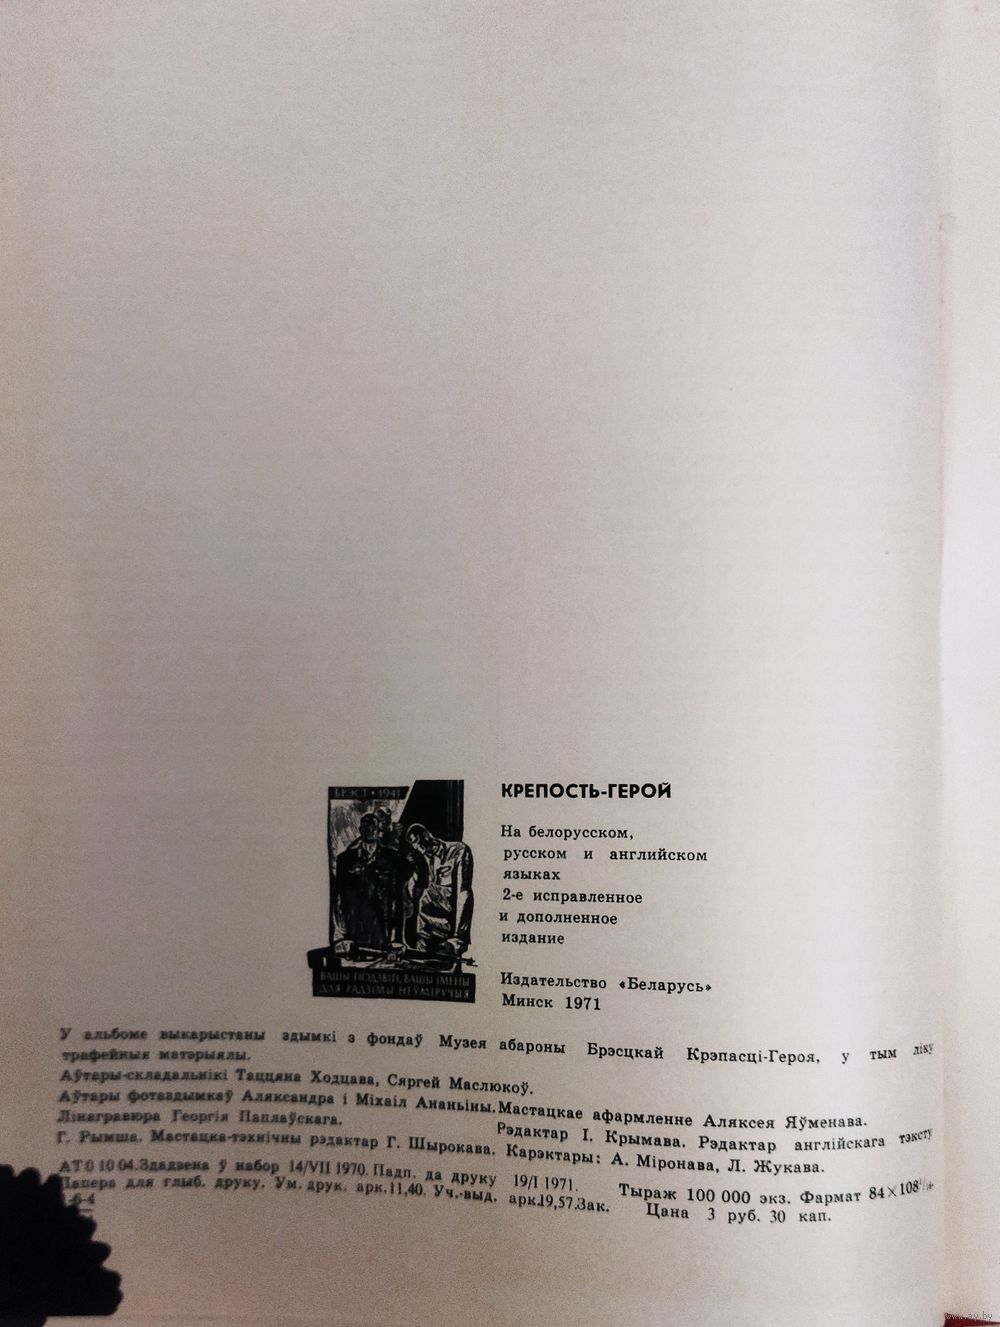 БРЭСТ • 1941
ВАШЫ ПОДЗВІГІ, ВАШЫ ІМЕНЫ
ДЛЯ РАДЗІМЫ НЕЎМІРУЧЫЯ
КРЕПОСТЬ-ГЕРОЙ
На белорусском,
русском и английском
языках
2-е исправленное
и дополненное
издание
Издательство «Беларусь»
Минск 1971
У альбоме выкарыстаны здымкі з фондаў Музея абароны Брэсцкай Крэпасці-Героя, у тым ліку
трафейныя матэрыялы.
Аўтары-складальнікі Таццяна Ходцава, Сяргей Маслюкоў.
Аўтары фотаздымкаў Аляксандра і Міхаіл Ананьіны. Мастацкае афармленне Аляксея Яўменава.
Лінагравюра Георгія Паплаўскага. Рэдактар І. Крымава. Рэдактар англійскага тэксту
Г. Рымша. Мастацка-тэхнічны рэдактар Г. Шырокава. Карэктары: А. Міронава, Л. Жукава.
АТ 0 10 04. Здадзена ў набор 14/VII 1970. Падп. да друку 19/I 1971. Тыраж 100 000 экз. Фармат 84×108
Папера для глыб. друку. Ум. друк. арк. 11,40. Уч.-выд. арк. 19,57. Зак. Цана 3 руб. 30 кап.
6-4
www.ay.by